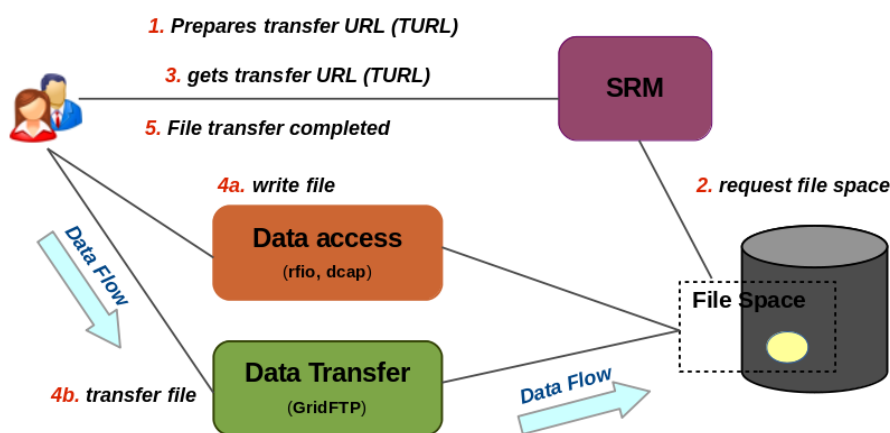 1. Prepares transfer URL (TURL)
3. gets transfer URL (TURL)
SRM
5. File transfer completed
4a. write file
2. request file space
Data access
(rfio, dcap)
Data Flow
File Space
Data Transfer
(GridFTP)
4b. transfer file
Data Flow